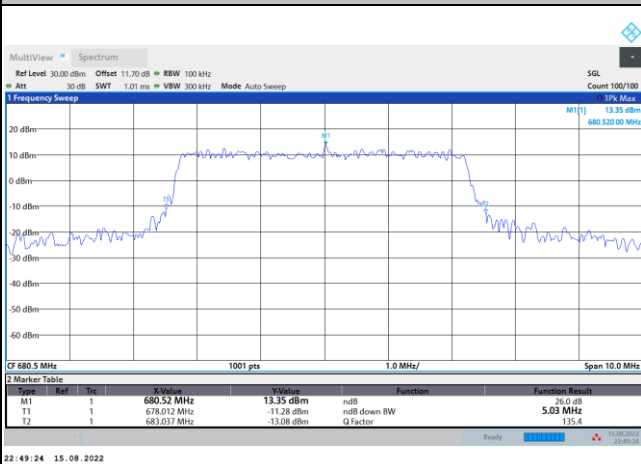 MultiView Spectrum
Ref Level 30.00 dBm Offset 11.70 dB RBW 100 kHz SGL
Att 30 dB SWT 1.01 ms VBW 300 kHz Mode Auto Sweep Count 100/100
1 Frequency Sweep 1Pk Max
M1[1] 13.35 dBm
680.520 00 MHz
20 dBm
M1
10 dBm
0 dBm
T1
T2
-10 dBm
-20 dBm
-30 dBm
-40 dBm
-50 dBm
-60 dBm
CF 680.5 MHz 1001 pts 1.0 MHz/ Span 10.0 MHz
2 Marker Table
Type Ref Trc X-Value Y-Value Function Function Result
M1 1 680.52 MHz 13.35 dBm ndB 26.0 dB
T1 1 678.012 MHz -11.28 dBm ndB down BW 5.03 MHz
T2 1 683.037 MHz -13.08 dBm Q Factor 135.4
Ready 15.08.2022
22:49:24
22:49:24 15.08.2022